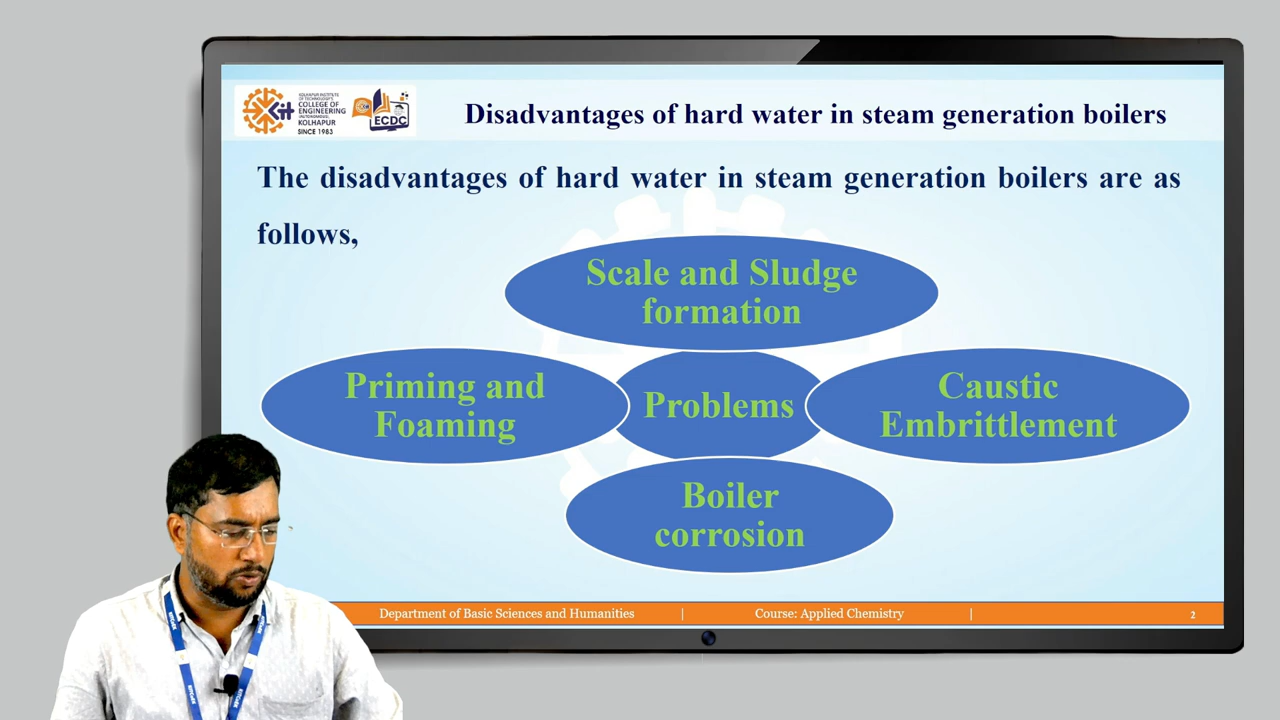 KOLHAPUR INSTITUTE
OF TECHNOLOGY'S
COLLEGE OF
ENGINEERING
(AUTONOMOUS),
KOLHAPUR
SINCE 1983
Kit
ECDC
Disadvantages of hard water in steam generation boilers
The disadvantages of hard water in steam generation boilers are as
follows,
Scale and Sludge
formation
Priming and
Foaming
Problems
Caustic
Embrittlement
Boiler
corrosion
Department of Basic Sciences and Humanities | Course: Applied Chemistry | 2